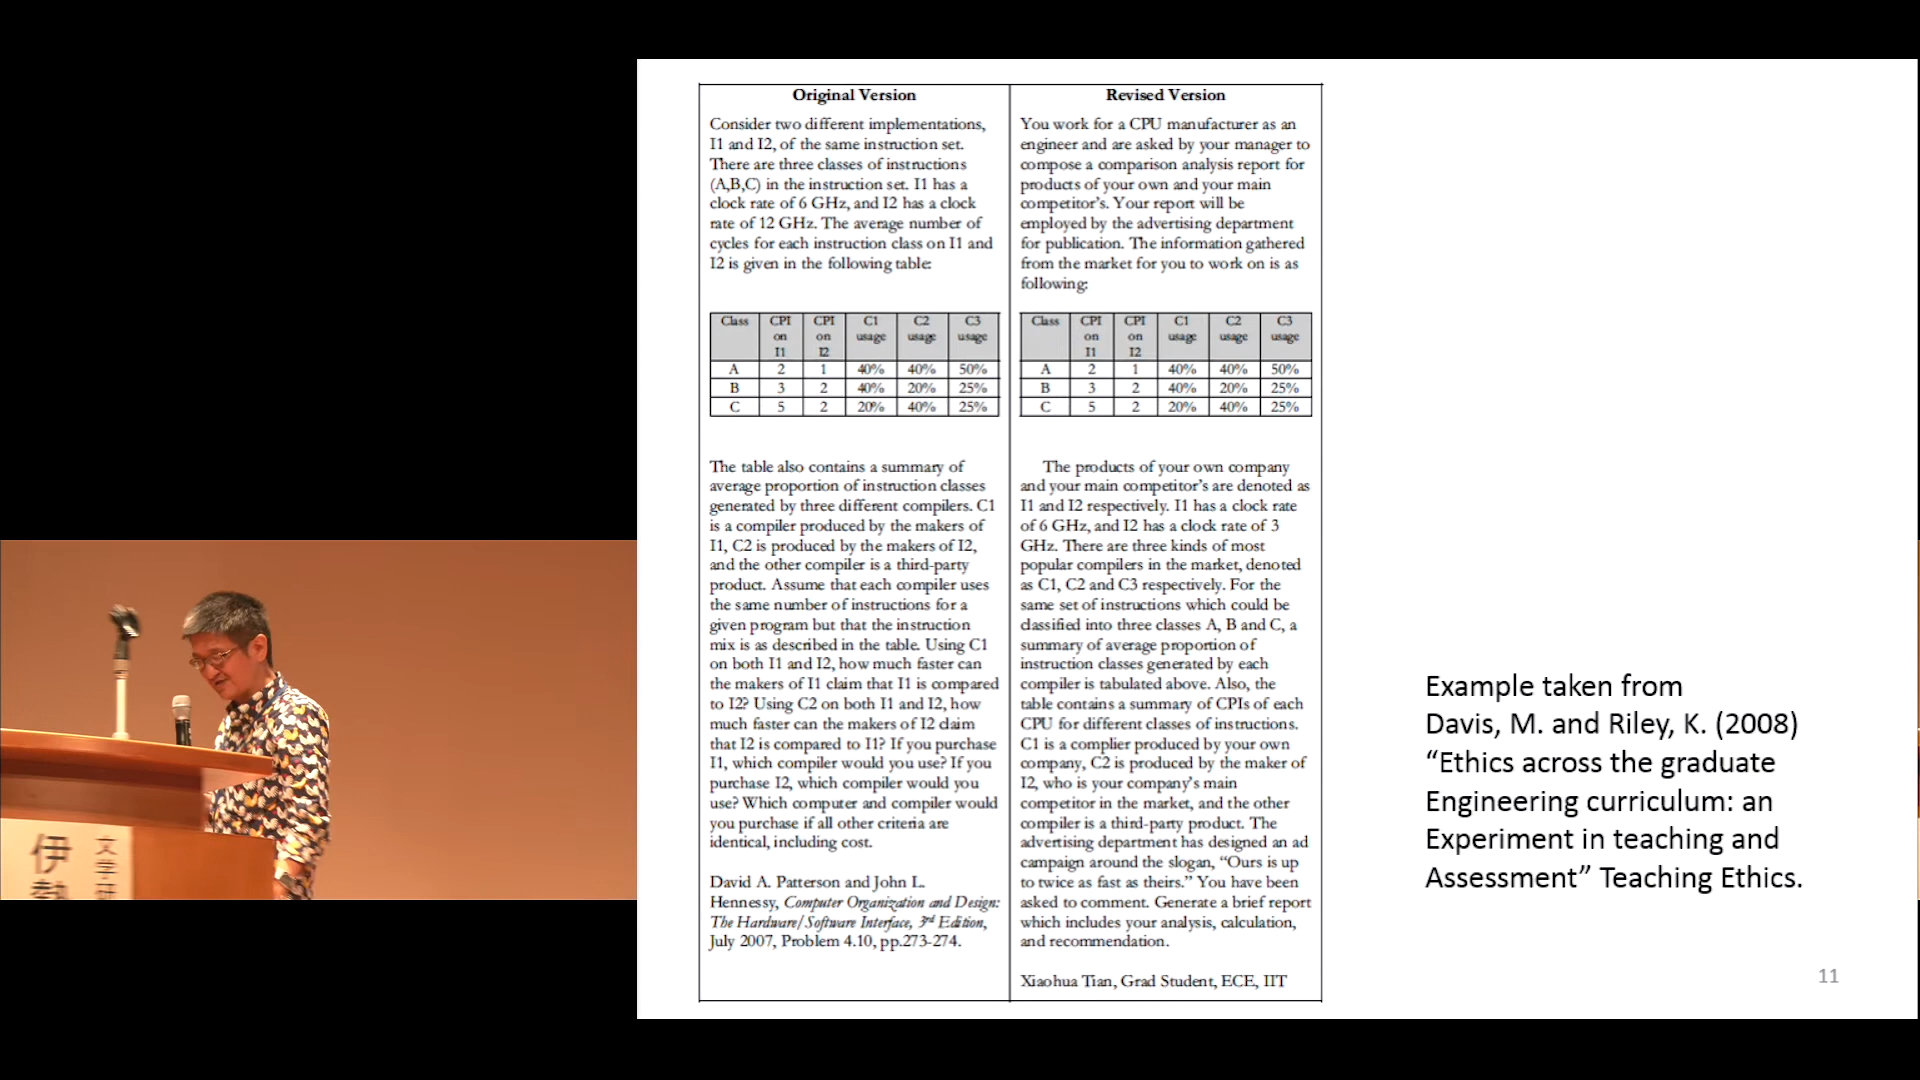 Original Version
Consider two different implementations,
I1 and I2, of the same instruction set.
There are three classes of instructions
(A,B,C) in the instruction set. I1 has a
clock rate of 6 GHz, and I2 has a clock
rate of 12 GHz. The average number of
cycles for each instruction class on I1 and
I2 is given in the following table:
Class CPI on I1 CPI on I2 C1 usage C2 usage C3 usage
A 2 1 40% 40% 50%
B 3 2 40% 20% 25%
C 5 2 20% 40% 25%
The table also contains a summary of
average proportion of instruction classes
generated by three different compilers. C1
is a compiler produced by the makers of
I1, C2 is produced by the makers of I2,
and the other compiler is a third-party
product. Assume that each compiler uses
the same number of instructions for a
given program but that the instruction
mix is as described in the table. Using C1
on both I1 and I2, how much faster can
the makers of I1 claim that I1 is compared
to I2? Using C2 on both I1 and I2, how
much faster can the makers of I2 claim
that I2 is compared to I1? If you purchase
I1, which compiler would you use? If you
purchase I2, which compiler would you
use? Which computer and compiler would
you purchase if all other criteria are
identical, including cost.
David A. Patterson and John L.
Hennessy, Computer Organization and Design:
The Hardware/Software Interface, 3rd Edition,
July 2007, Problem 4.10, pp.273-274.
Revised Version
You work for a CPU manufacturer as an
engineer and are asked by your manager to
compose a comparison analysis report for
products of your own and your main
competitor's. Your report will be
employed by the advertising department
for publication. The information gathered
from the market for you to work on is as
following:
Class CPI on I1 CPI on I2 C1 usage C2 usage C3 usage
A 2 1 40% 40% 50%
B 3 2 40% 20% 25%
C 5 2 20% 40% 25%
The products of your own company
and your main competitor's are denoted as
I1 and I2 respectively. I1 has a clock rate
of 6 GHz, and I2 has a clock rate of 3
GHz. There are three kinds of most
popular compilers in the market, denoted
as C1, C2 and C3 respectively. For the
same set of instructions which could be
classified into three classes A, B and C, a
summary of average proportion of
instruction classes generated by each
compiler is tabulated above. Also, the
table contains a summary of CPIs of each
CPU for different classes of instructions.
C1 is a complier produced by your own
company, C2 is produced by the maker of
I2, who is your company's main
competitor in the market, and the other
compiler is a third-party product. The
advertising department has designed an ad
campaign around the slogan, “Ours is up
to twice as fast as theirs.” You have been
asked to comment. Generate a brief report
which includes your analysis, calculation,
and recommendation.
Xiaohua Tian, Grad Student, ECE, IIT
Example taken from
Davis, M. and Riley, K. (2008)
“Ethics across the graduate
Engineering curriculum: an
Experiment in teaching and
Assessment” Teaching Ethics.
11
文学研
伊勢